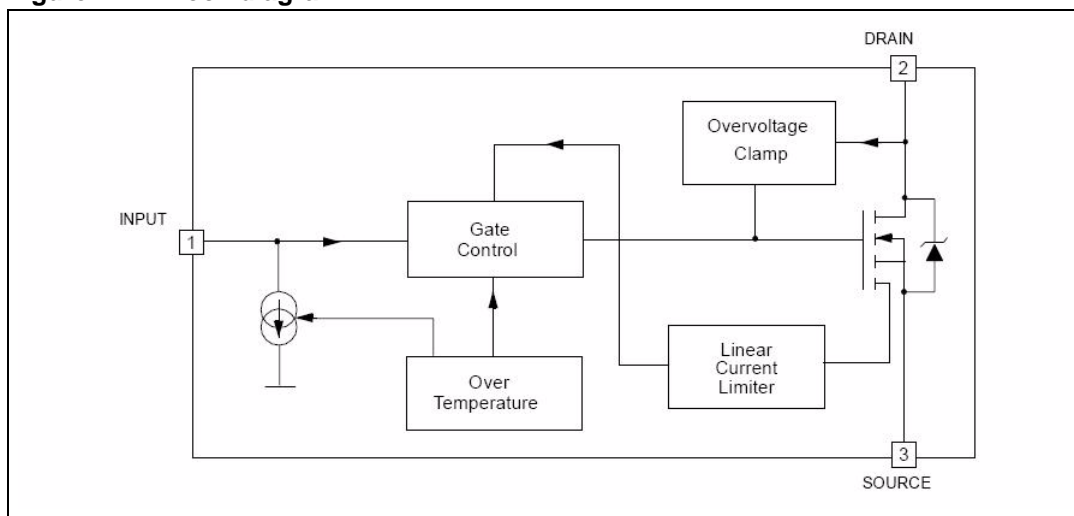 DRAIN
2
Overvoltage
Clamp
INPUT
1
Gate
Control
Linear
Current
Limiter
Over
Temperature
3
SOURCE